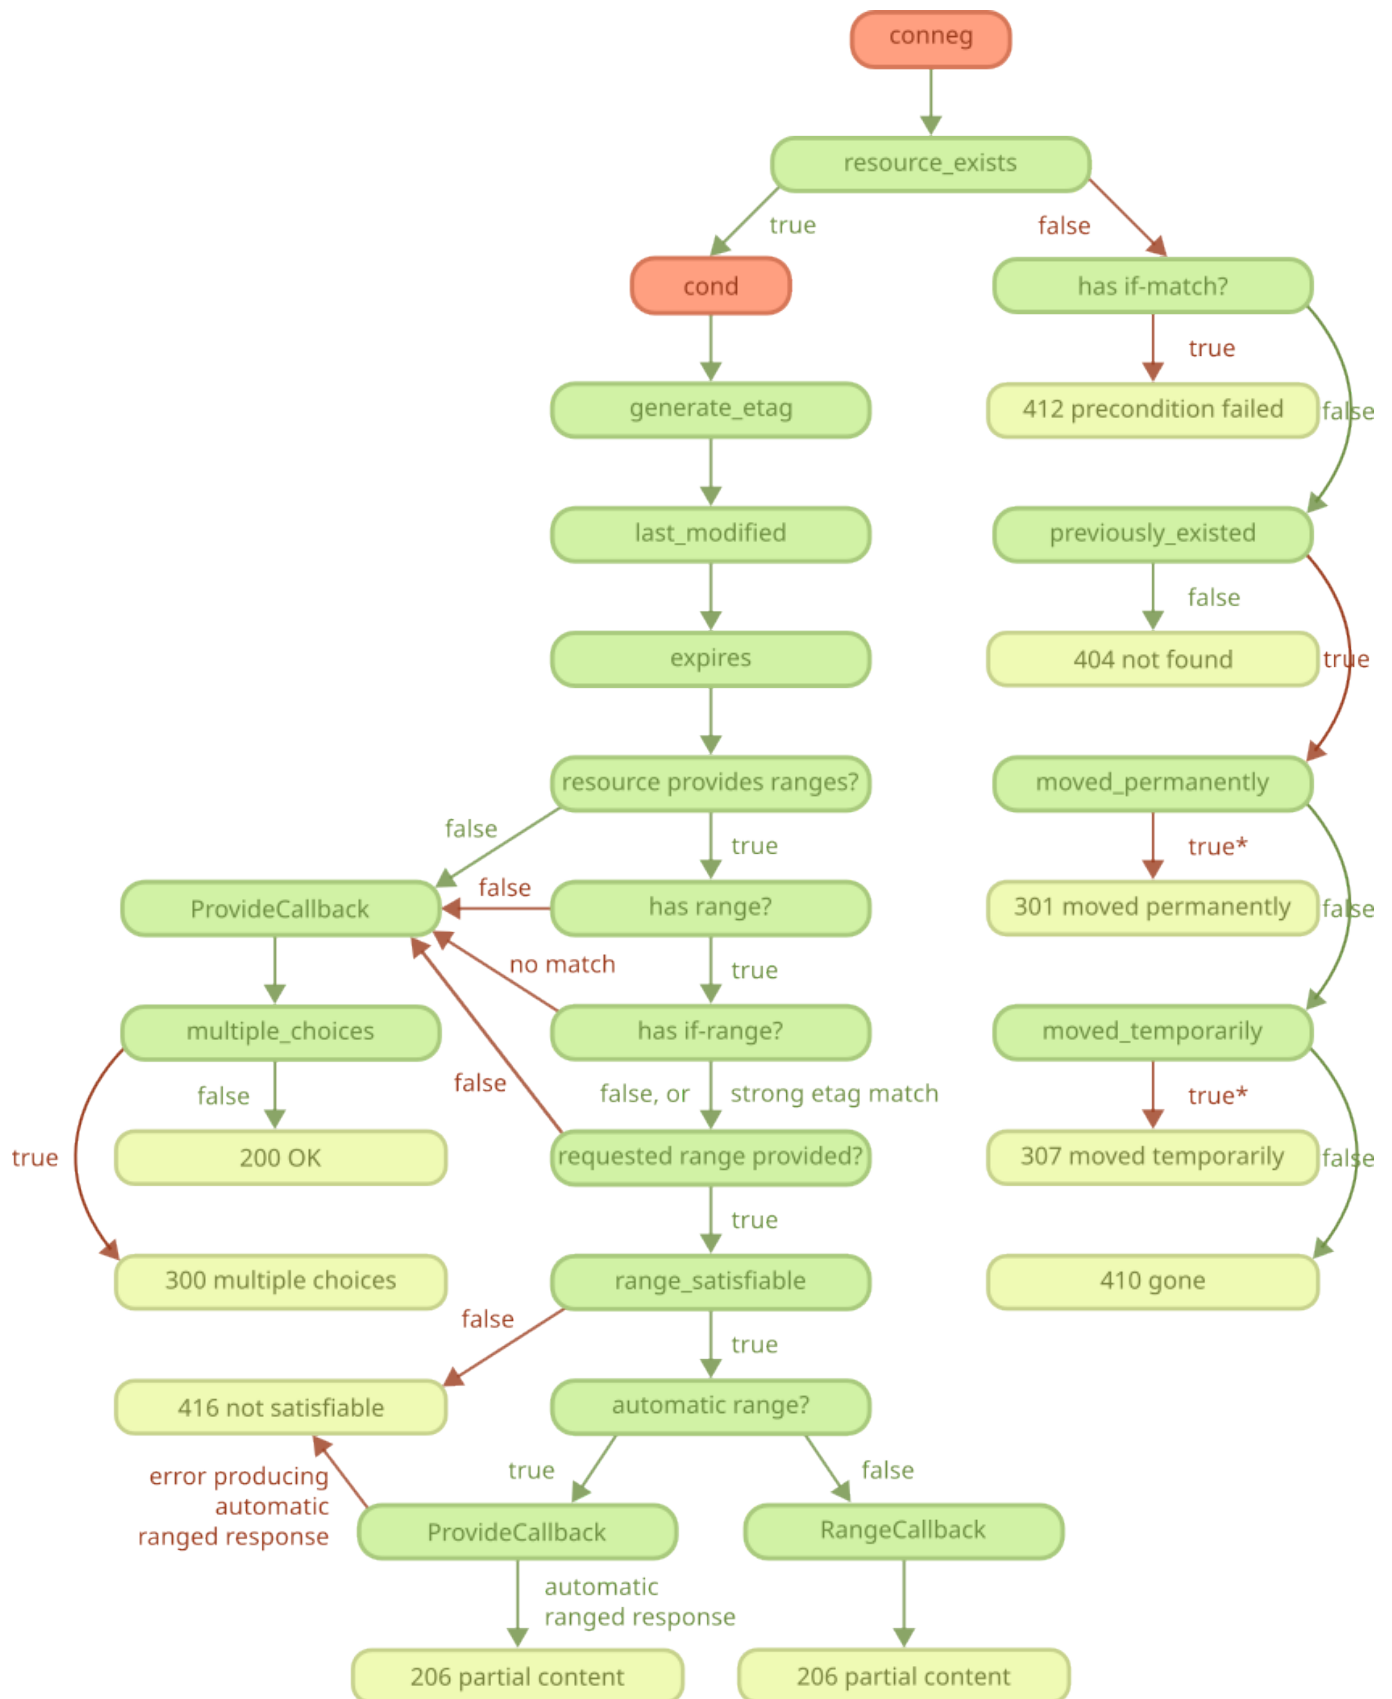 conneg
resource_exists
true
false
cond
has if-match?
true
generate_etag
412 precondition failed
false
last_modified
previously_existed
false
expires
404 not found
true
resource provides ranges?
moved_permanently
false
true
true*
false
ProvideCallback
has range?
301 moved permanently
false
no match
true
multiple_choices
has if-range?
moved_temporarily
false
false
false, or
strong etag match
true*
true
200 OK
requested range provided?
307 moved temporarily
false
true
300 multiple choices
range_satisfiable
410 gone
false
true
416 not satisfiable
automatic range?
error producing
automatic
ranged response
true
false
ProvideCallback
RangeCallback
automatic
ranged response
206 partial content
206 partial content